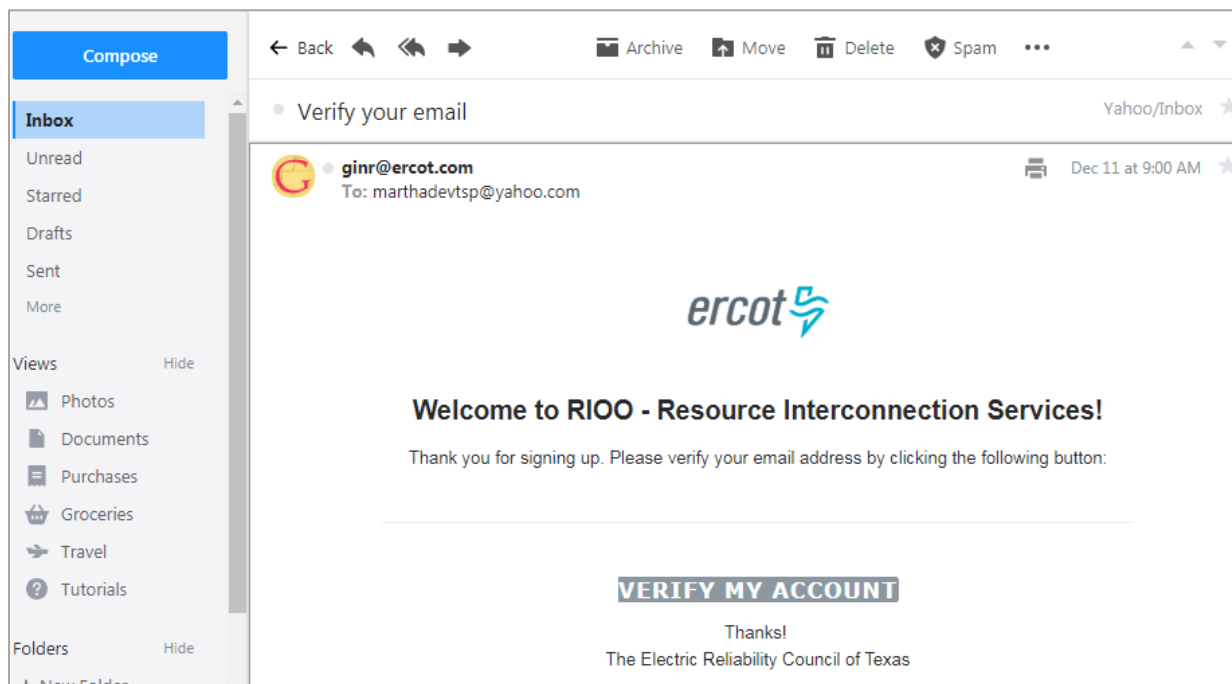 Compose
Back
Archive
Move
Delete
Spam
Inbox
Unread
Starred
Drafts
Sent
More
Views Hide
Photos
Documents
Purchases
Groceries
Travel
Tutorials
Folders Hide
+ New Folder
Verify your email Yahoo/Inbox
G
ginr@ercot.com Dec 11 at 9:00 AM
To: marthadevtsp@yahoo.com
ercot
Welcome to RIOO - Resource Interconnection Services!
Thank you for signing up. Please verify your email address by clicking the following button:
VERIFY MY ACCOUNT
Thanks!
The Electric Reliability Council of Texas